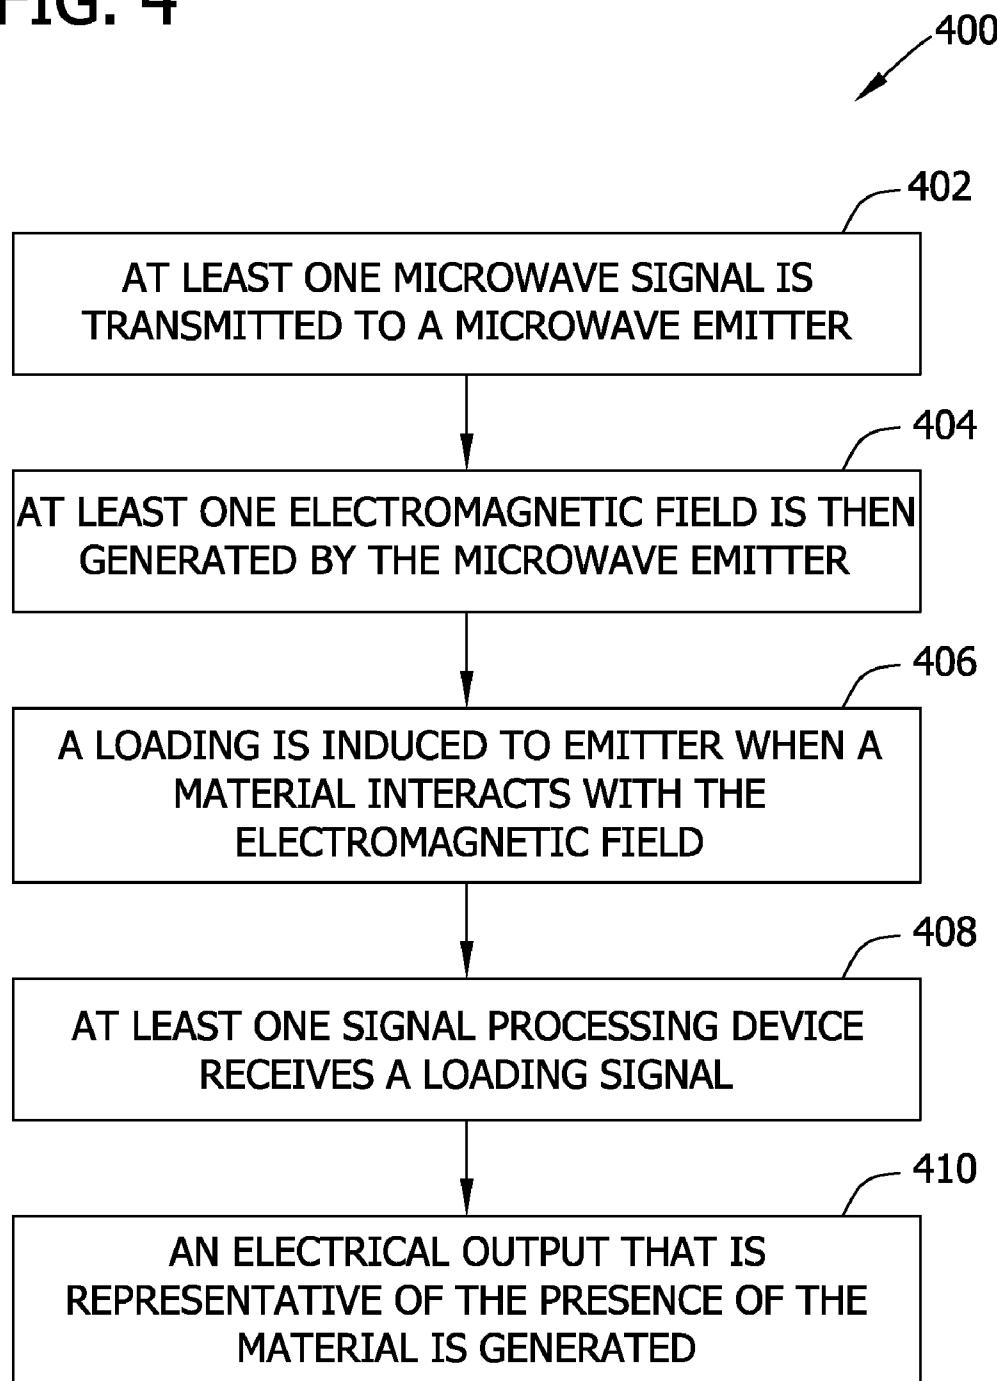 FIG. 4
400
402
AT LEAST ONE MICROWAVE SIGNAL IS
TRANSMITTED TO A MICROWAVE EMITTER
404
AT LEAST ONE ELECTROMAGNETIC FIELD IS THEN
GENERATED BY THE MICROWAVE EMITTER
406
A LOADING IS INDUCED TO EMITTER WHEN A
MATERIAL INTERACTS WITH THE
ELECTROMAGNETIC FIELD
408
AT LEAST ONE SIGNAL PROCESSING DEVICE
RECEIVES A LOADING SIGNAL
410
AN ELECTRICAL OUTPUT THAT IS
REPRESENTATIVE OF THE PRESENCE OF THE
MATERIAL IS GENERATED